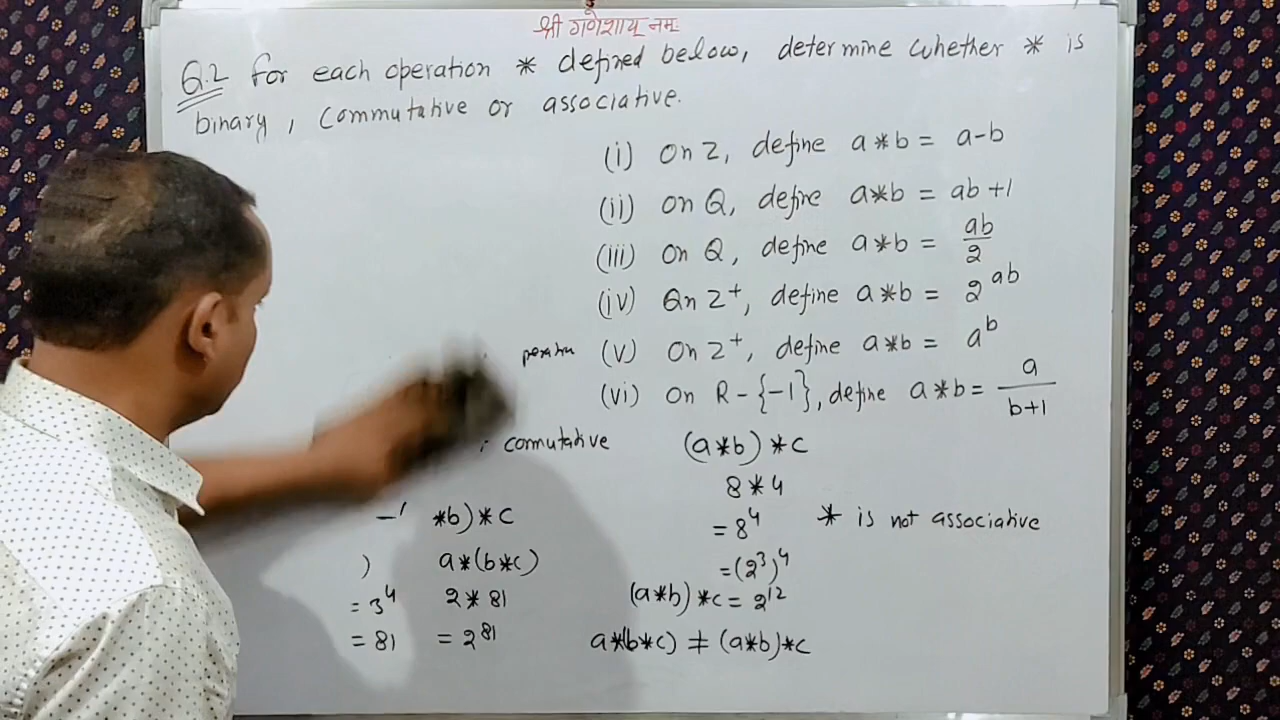 श्री गणेशाय् नमः
Q.2 for each operation * defined below, determine whether * is
binary, commutative or associative.
(i) On Z, define a*b = a-b
(ii) on Q, define a*b = ab+1
(iii) on Q, define a*b = ab/2
(iv) On Z⁺, define a*b = 2^ab
(v) On Z⁺, define a*b = a^b
(vi) on R-{-1}, define a*b = a/(b+1)
comutative
(a*b)*c
8*4
= 8⁴
* is not associative
= (2³)⁴
(a*b)*c = 2¹²
*b)*c
) a*(b*c)
= 3⁴ 2*81
= 81 = 2⁸¹
a*(b*c) ≠ (a*b)*c